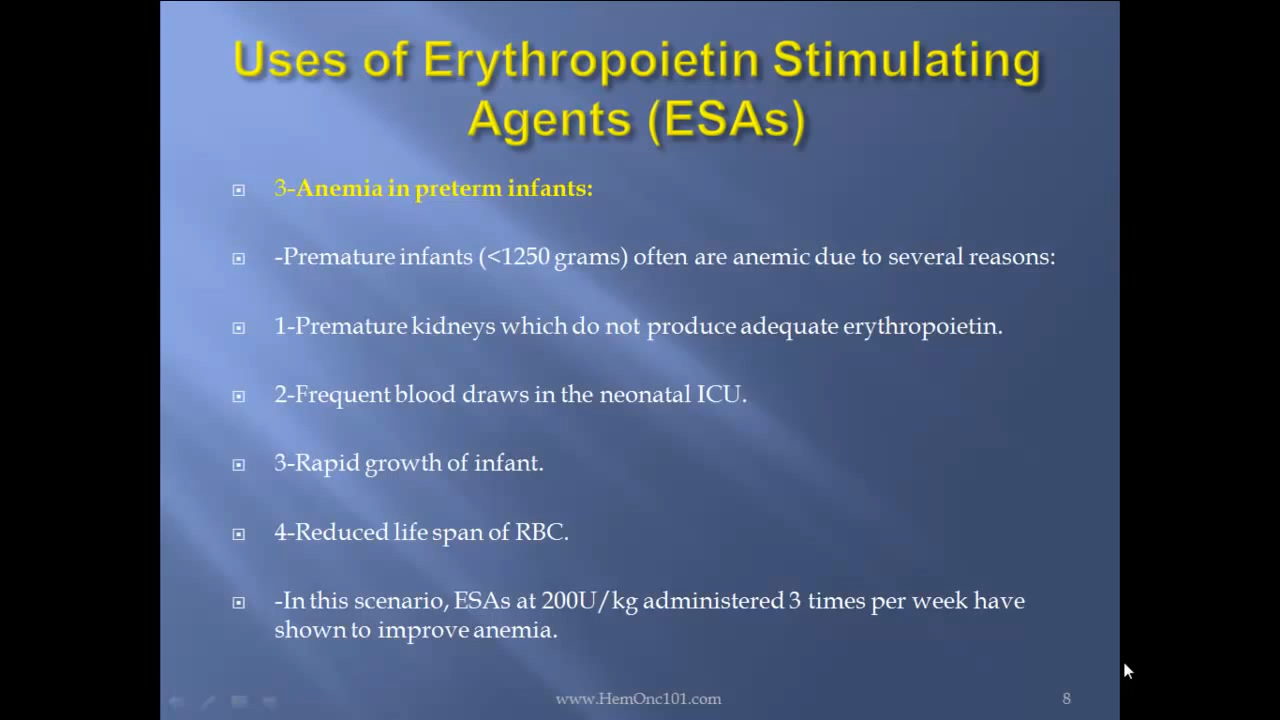 Uses of Erythropoietin Stimulating
Agents (ESAs)
3-Anemia in preterm infants:
-Premature infants (<1250 grams) often are anemic due to several reasons:
1-Premature kidneys which do not produce adequate erythropoietin.
2-Frequent blood draws in the neonatal ICU.
3-Rapid growth of infant.
4-Reduced life span of RBC.
-In this scenario, ESAs at 200U/kg administered 3 times per week have
shown to improve anemia.
www.HemOnc101.com
8